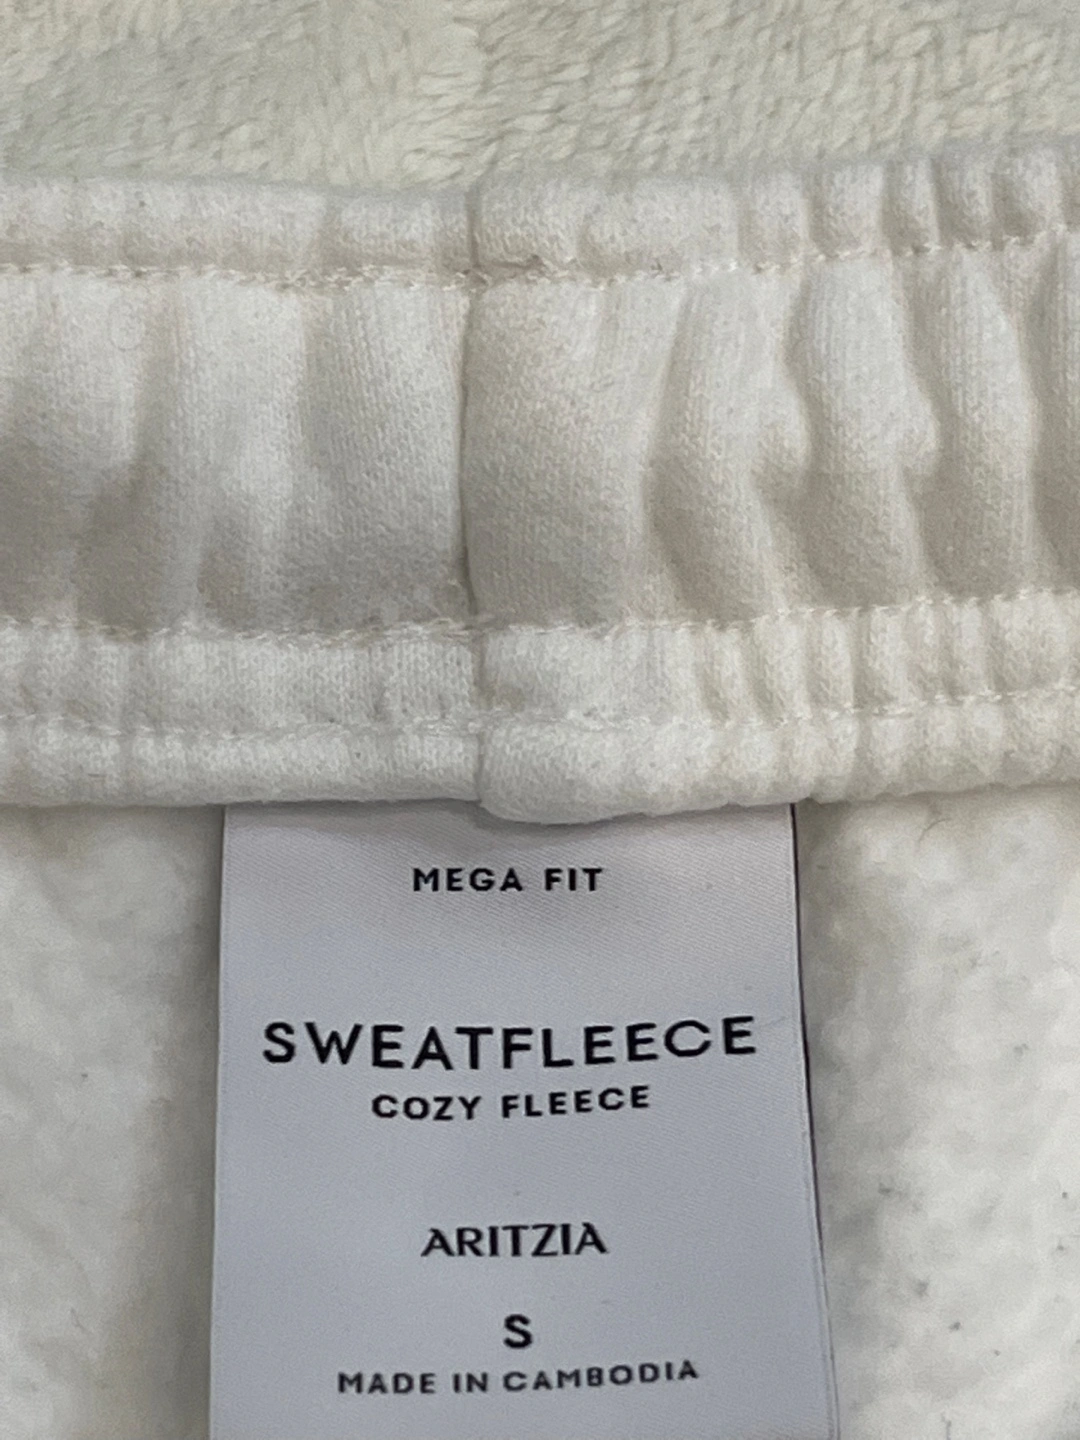 MEGA FIT
SWEATFLEECE
COZY FLEECE
ARITZIA
S
MADE IN CAMBODIA